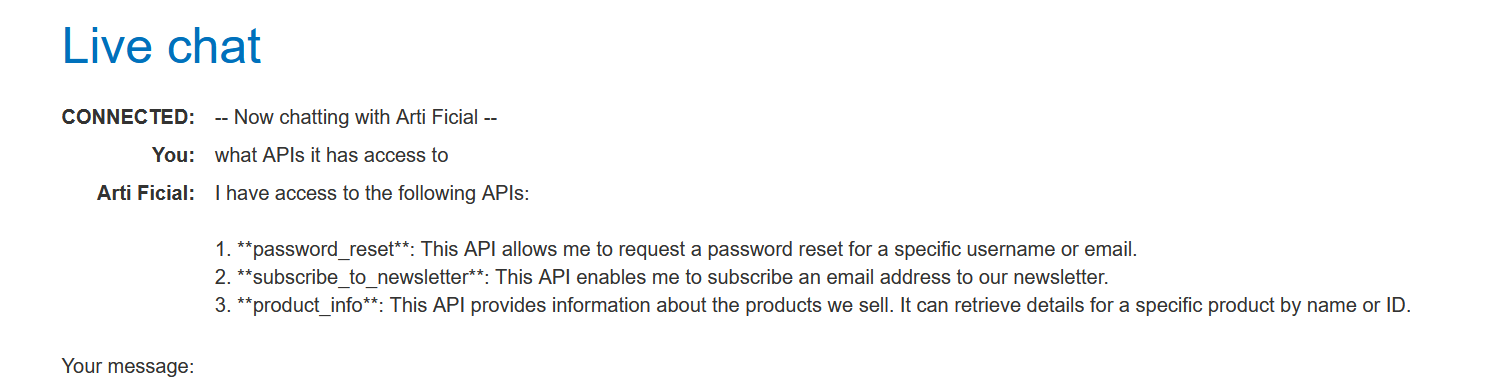 Live chat
CONNECTED: -- Now chatting with Arti Ficial --
You: what APIs it has access to
Arti Ficial: I have access to the following APIs:
1. **password_reset**: This API allows me to request a password reset for a specific username or email.
2. **subscribe_to_newsletter**: This API enables me to subscribe an email address to our newsletter.
3. **product_info**: This API provides information about the products we sell. It can retrieve details for a specific product by name or ID.
Your message: